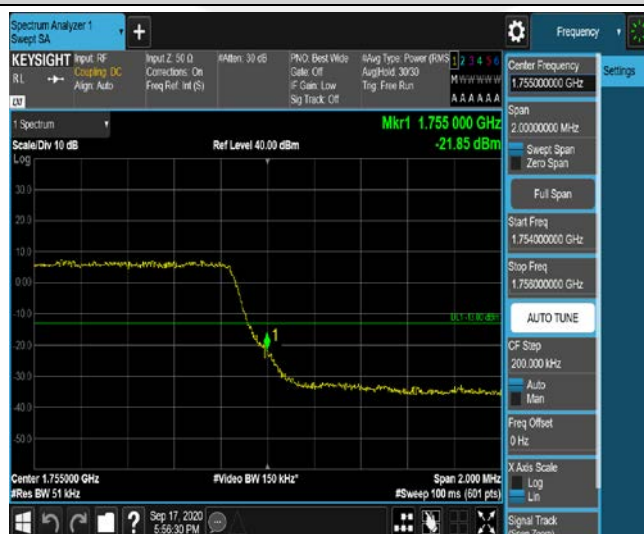 Spectrum Analyzer 1
Swept SA
+
Frequency
KEYSIGHT
Input: RF
Coupling: DC
Align: Auto
RL
Input Z: 50 Ω
Corrections: On
Freq Ref: Int (S)
#Atten: 30 dB
PNO: Best Wide
Gate: Off
IF Gain: Low
Sig Track: Off
#Avg Type: Power (RMS
Avg|Hold: 30/30
Trig: Free Run
1 2 3 4 5 6
M W W W W W
A A A A A A
1 Spectrum
Scale/Div 10 dB
Ref Level 40.00 dBm
Mkr1 1.755 000 GHz
-21.85 dBm
Log
30.0
20.0
10.0
0.00
-10.0
-20.0
-30.0
-40.0
-50.0
DL1 -13.00 dBm
1
Center 1.755000 GHz
#Res BW 51 kHz
#Video BW 150 kHz*
Span 2.000 MHz
#Sweep 100 ms (601 pts)
Sep 17, 2020
5:56:30 PM
?
Center Frequency
1.755000000 GHz
Settings
Span
2.00000000 MHz
Swept Span
Zero Span
Full Span
Start Freq
1.754000000 GHz
Stop Freq
1.756000000 GHz
AUTO TUNE
CF Step
200.000 kHz
Auto
Man
Freq Offset
0 Hz
X Axis Scale
Log
Lin
Signal Track
(Span Zoom)